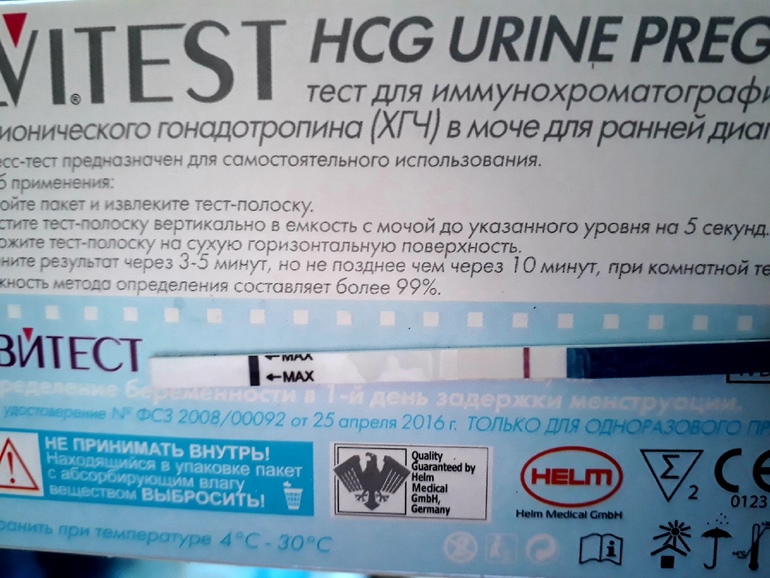 VITEST HCG URINE PREG
тест для иммунохроматографи
ионического гонадотропина (ХГЧ) в моче для ранней диаг
есс-тест предназначен для самостоятельного использования.
б применения:
ойте пакет и извлеките тест-полоску.
стите тест-полоску вертикально в емкость с мочой до указанного уровня на 5 секунд.
ожите тест-полоску на сухую горизонтальную поверхность.
ните результат через 3-5 минут, но не позднее чем через 10 минут, при комнатной те
жность метода определения составляет более 99%.
ВИТЕСТ
←MAX
←MAX
пределение беременности в 1-й день задержки менструации.
удостоверение № ФСЗ 2008/00092 от 25 апреля 2016 г. ТОЛЬКО ДЛЯ ОДНОРАЗОВОГО ПР
НЕ ПРИНИМАТЬ ВНУТРЬ!
Находящийся в упаковке пакет
с абсорбирующим влагу
веществом ВЫБРОСИТЬ!
Quality
Guaranteed by
Helm
Medical
GmbH,
Germany
HELM
Helm Medical GmbH
Σ
2
CE
0123
ранить при температуре 4°C - 30°C